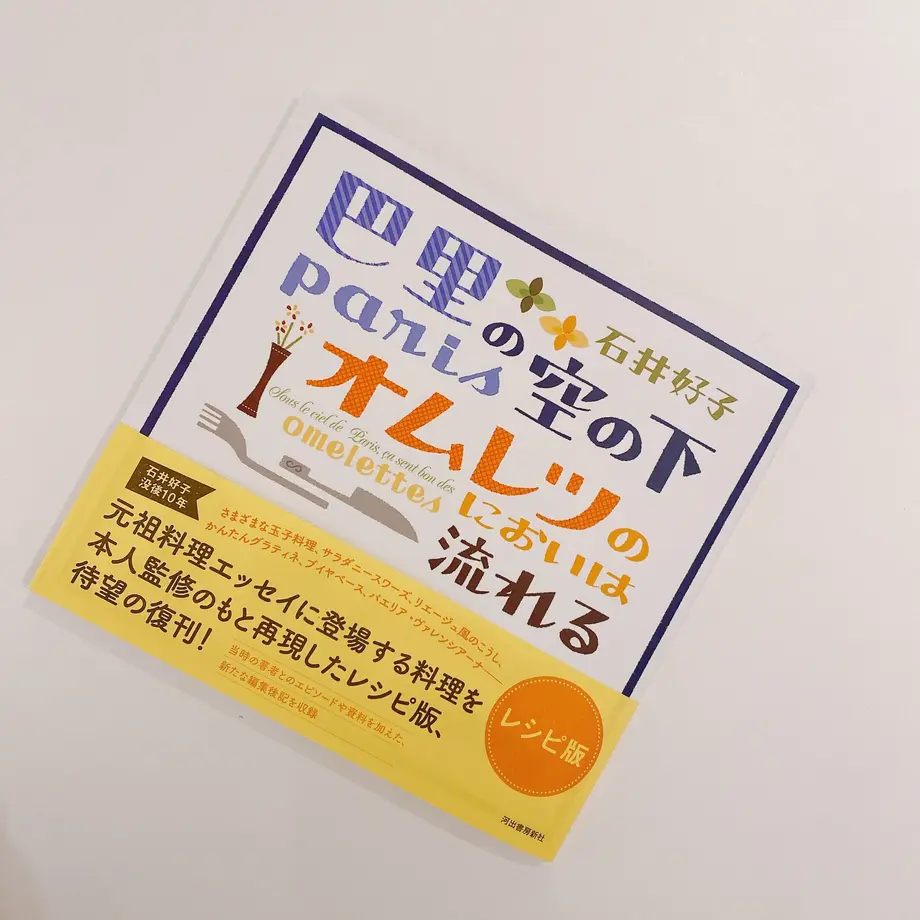 巴里の空の下
paris
石井好子
オムレツの
Sous le ciel de Paris, ça sent bon des
omelettes
においは
流れる
石井好子
没後10年
さまざまな玉子料理、サラダニースワーズ、リエージュ風のこうし、
かんたんグラティネ、ブイヤベース、パエリア・ヴァレンシアーナー
元祖料理エッセイに登場する料理を
本人監修のもと再現したレシピ版、
待望の復刊!
当時の著者とのエピソードや資料を加えた、
新たな編集後記を収録
レシピ版
河出書房新社